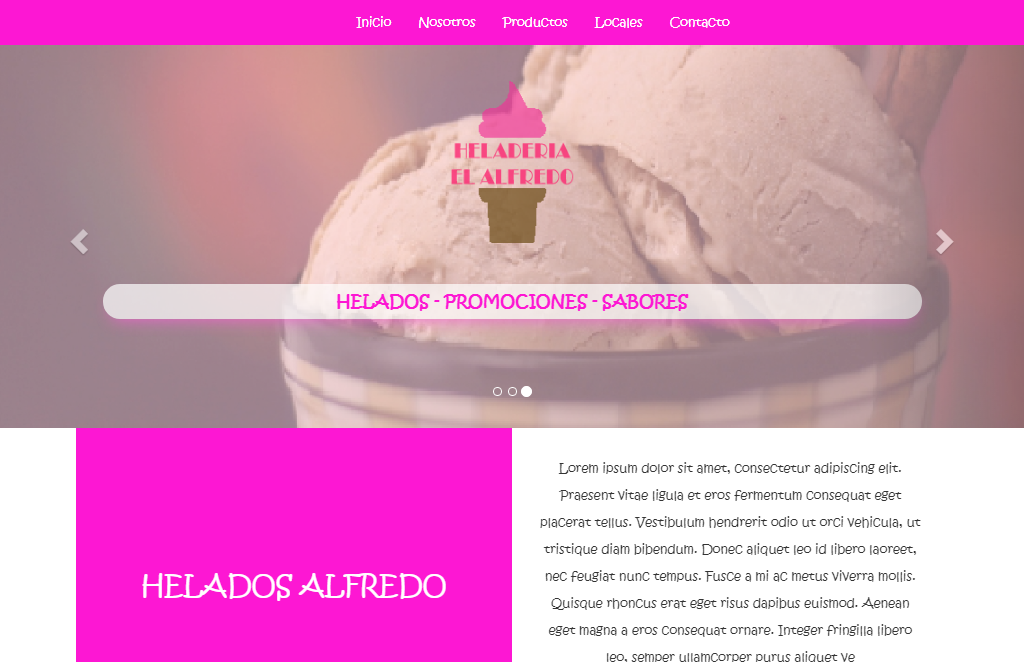 Inicio Nosotros Productos Locales Contacto
HELADERIA
EL ALFREDO
HELADOS - PROMOCIONES - SABORES
HELADOS ALFREDO
Lorem ipsum dolor sit amet, consectetur adipiscing elit.
Praesent vitae ligula et eros fermentum consequat eget
placerat tellus. Vestibulum hendrerit odio ut orci vehicula, ut
tristique diam bibendum. Donec aliquet leo id libero laoreet,
nec feugiat nunc tempus. Fusce a mi ac metus viverra mollis.
Quisque rhoncus erat eget risus dapibus euismod. Aenean
eget magna a eros consequat ornare. Integer fringilla libero
leo, semper ullamcorper purus aliquet ve